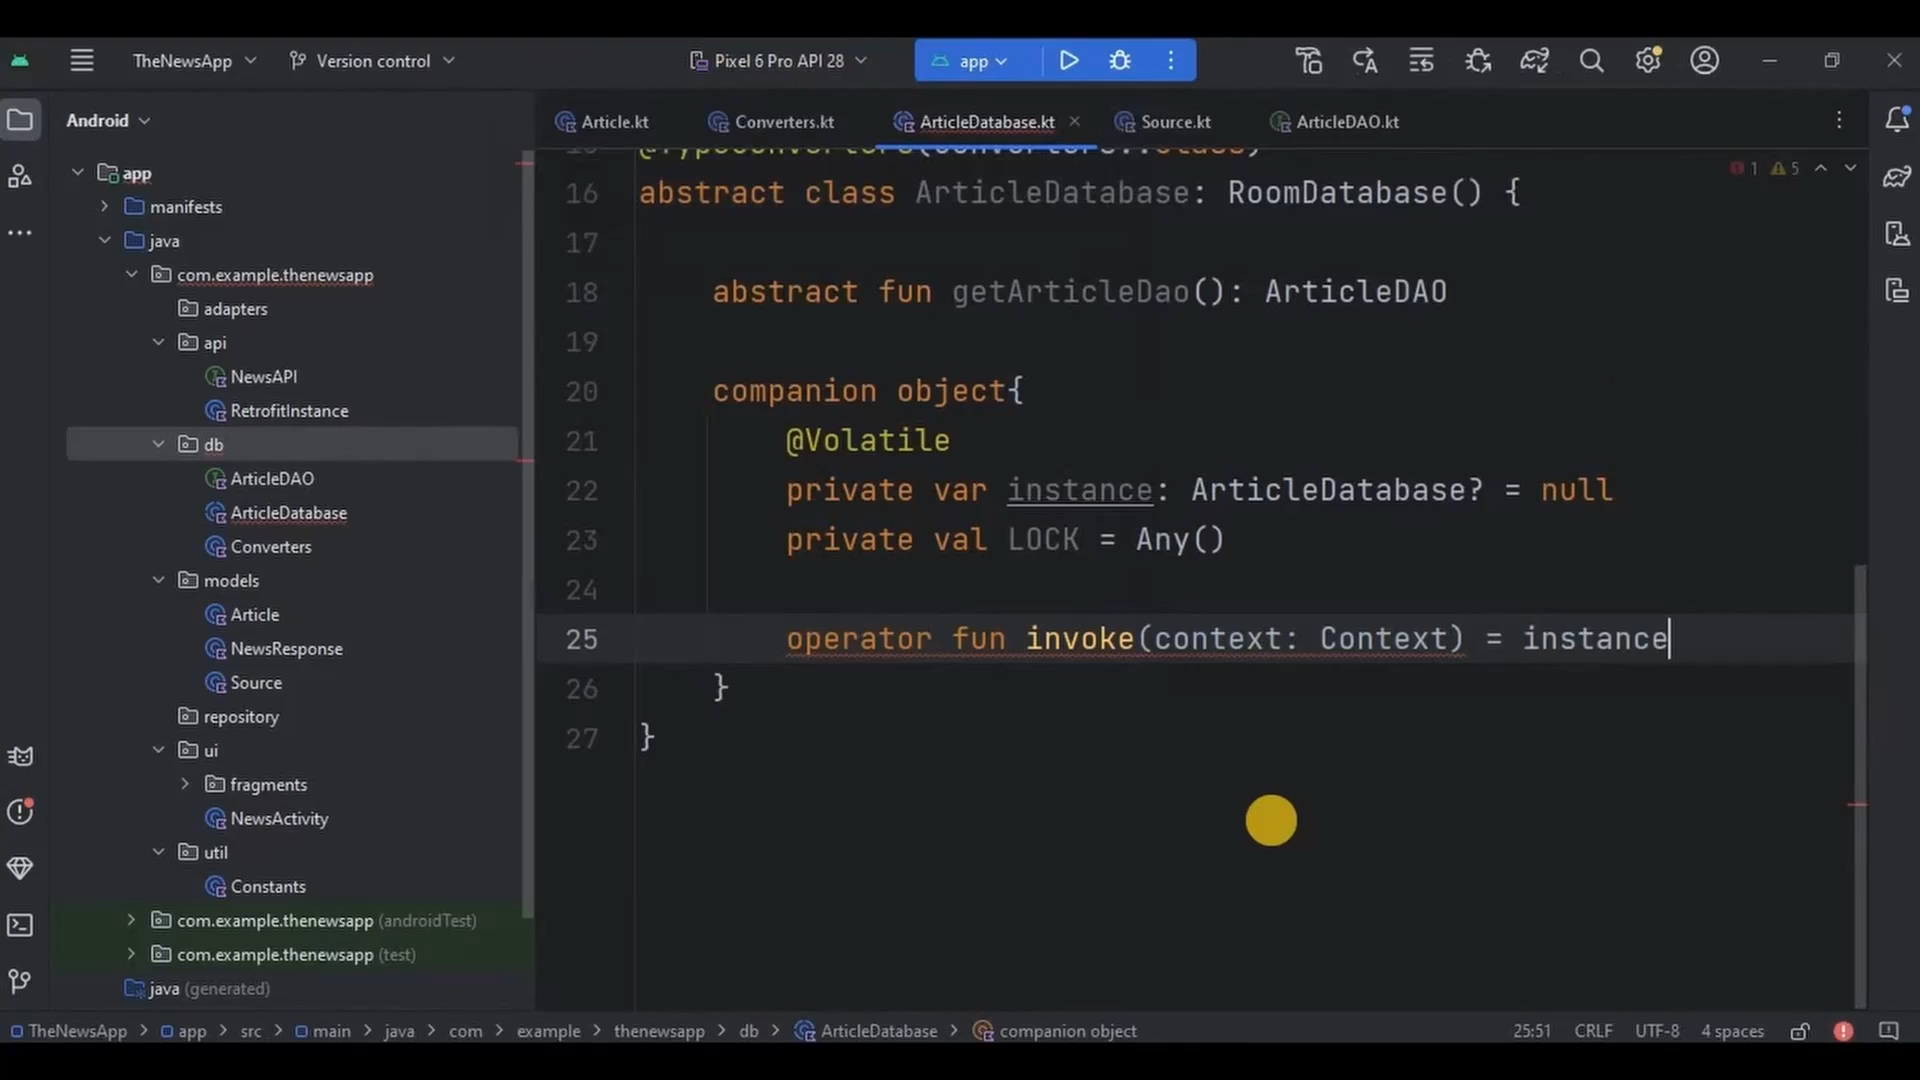 TheNewsApp
Version control
Pixel 6 Pro API 28
app
Android
Article.kt
Converters.kt
ArticleDatabase.kt
Source.kt
ArticleDAO.kt
app
manifests
java
com.example.thenewsapp
adapters
api
NewsAPI
RetrofitInstance
db
ArticleDAO
ArticleDatabase
Converters
models
Article
NewsResponse
Source
repository
ui
fragments
NewsActivity
util
Constants
com.example.thenewsapp (androidTest)
com.example.thenewsapp (test)
java (generated)
1 5
16 abstract class ArticleDatabase: RoomDatabase() {
17
18 abstract fun getArticleDao(): ArticleDAO
19
20 companion object{
21 @Volatile
22 private var instance: ArticleDatabase? = null
23 private val LOCK = Any()
24
25 operator fun invoke(context: Context) = instance
26 }
27 }
TheNewsApp > app > src > main > java > com > example > thenewsapp > db > ArticleDatabase > companion object
25:51 CRLF UTF-8 4 spaces